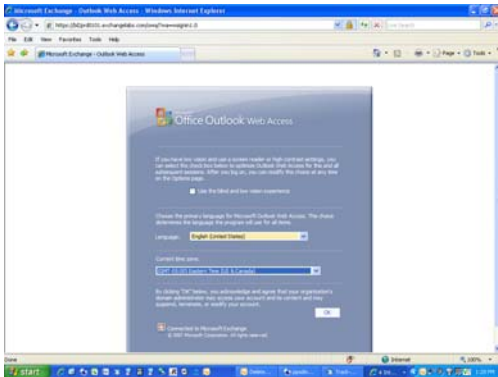 Microsoft Exchange - Outlook Web Access - Windows Internet Explorer
File Edit View Favorites Tools Help
Microsoft Exchange - Outlook Web Access
Page Tools
Office Outlook Web Access
If you have low vision and use a screen reader or high contrast settings, you
can select the check box below to optimize Outlook Web Access for this and all
subsequent sessions. After you log on, you can modify this choice at any time
on the Options page.
Use the blind and low vision experience
Choose the primary language for Microsoft Outlook Web Access. This choice
determines the language the program will use for all items.
Language: English (United States)
Current time zone:
(GMT-05:00) Eastern Time (US & Canada)
By clicking "OK" below, you acknowledge and agree that your organization's
domain administrator may access your account and its content and may
suspend, terminate, or modify your account.
OK
Connected to Microsoft Exchange
© 2007 Microsoft Corporation. All rights reserved.
Done Internet 100%
start